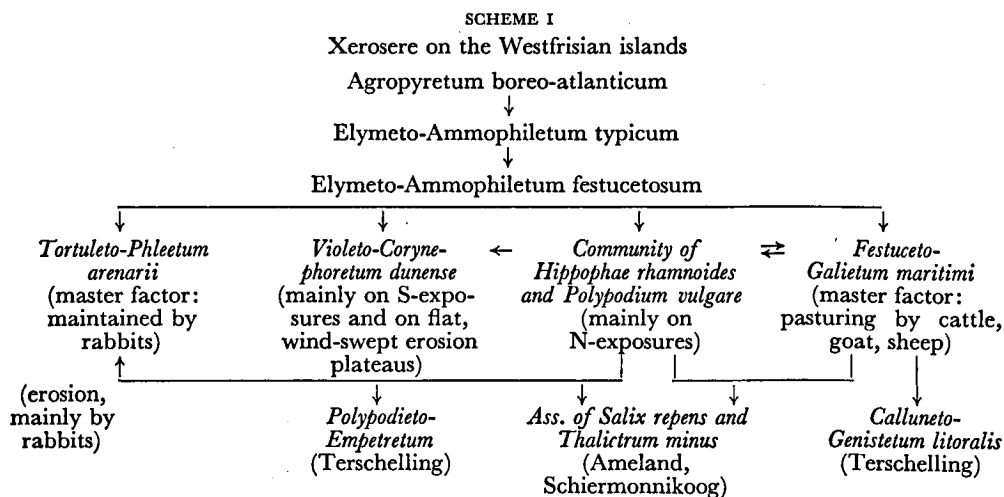 SCHEME I
Xerosere on the Westfrisian islands
Agropyretum boreo-atlanticum
↓
Elymeto-Ammophiletum typicum
↓
Elymeto-Ammophiletum festucetosum
↓ ↓ ↓ ↓
Tortuleto-Phleetum
arenarii
(master factor:
maintained by
rabbits)
Violeto-Coryne-
phoretum dunense
(mainly on S-expo-
sures and on flat,
wind-swept erosion
plateaus)
←
Community of
Hippophae rhamnoides
and Polypodium vulgare
(mainly on
N-exposures)
⇄
Festuceto-
Galietum maritimi
(master factor:
pasturing by cattle,
goat, sheep)
↑ ↓ ↓ ↓ ↓
(erosion,
mainly by
rabbits)
Polypodieto-
Empetretum
(Terschelling)
Ass. of Salix repens and
Thalictrum minus
(Ameland,
Schiermonnikoog)
Calluneto-
Genistetum litoralis
(Terschelling)